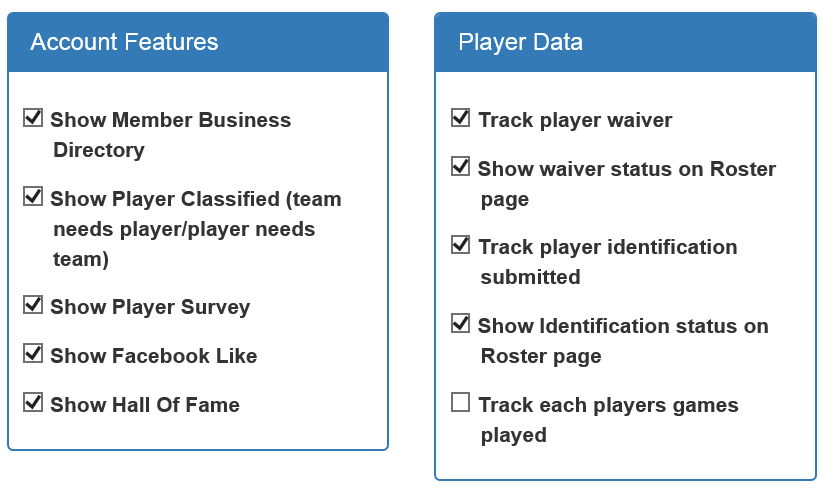 Account Features
Show Member Business
Directory
Show Player Classified (team
needs player/player needs
team)
Show Player Survey
Show Facebook Like
Show Hall Of Fame
Player Data
Track player waiver
Show waiver status on Roster
page
Track player identification
submitted
Show Identification status on
Roster page
Track each players games
played